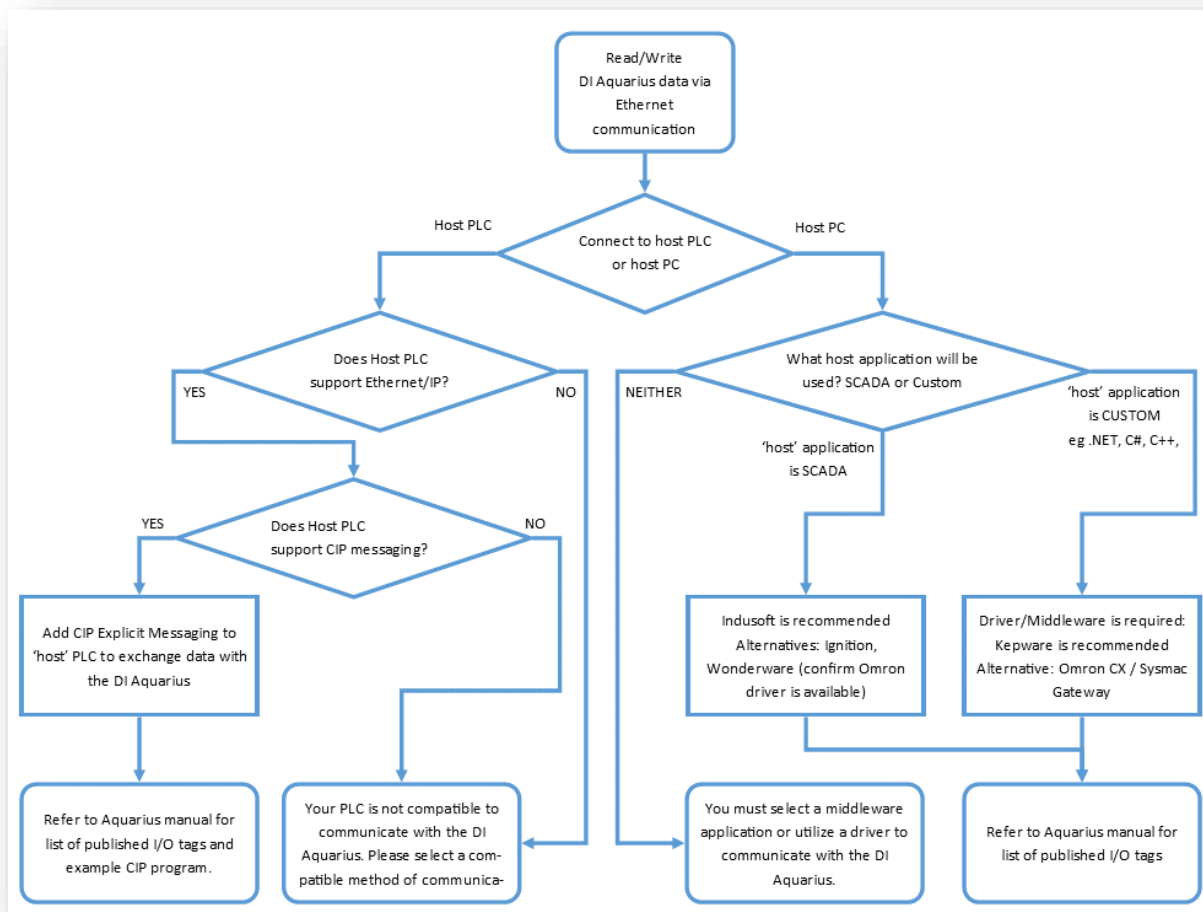 Read/Write
DI Aquarius data via
Ethernet
communication
Host PLC
Host PC
Connect to host PLC
or host PC
Does Host PLC
support Ethernet/IP?
YES
NO
What host application will be
used? SCADA or Custom
NEITHER
'host' application
is CUSTOM
eg .NET, C#, C++,
'host' application
is SCADA
Does Host PLC
support CIP messaging?
YES
NO
Add CIP Explicit Messaging to
'host' PLC to exchange data with
the DI Aquarius
Indusoft is recommended
Alternatives: Ignition,
Wonderware (confirm Omron
driver is available)
Driver/Middleware is required:
Kepware is recommended
Alternative: Omron CX / Sysmac
Gateway
Refer to Aquarius manual for
list of published I/O tags and
example CIP program.
Your PLC is not compatible to
communicate with the DI
Aquarius. Please select a com-
patible method of communica-
You must select a middleware
application or utilize a driver to
communicate with the DI
Aquarius.
Refer to Aquarius manual for
list of published I/O tags